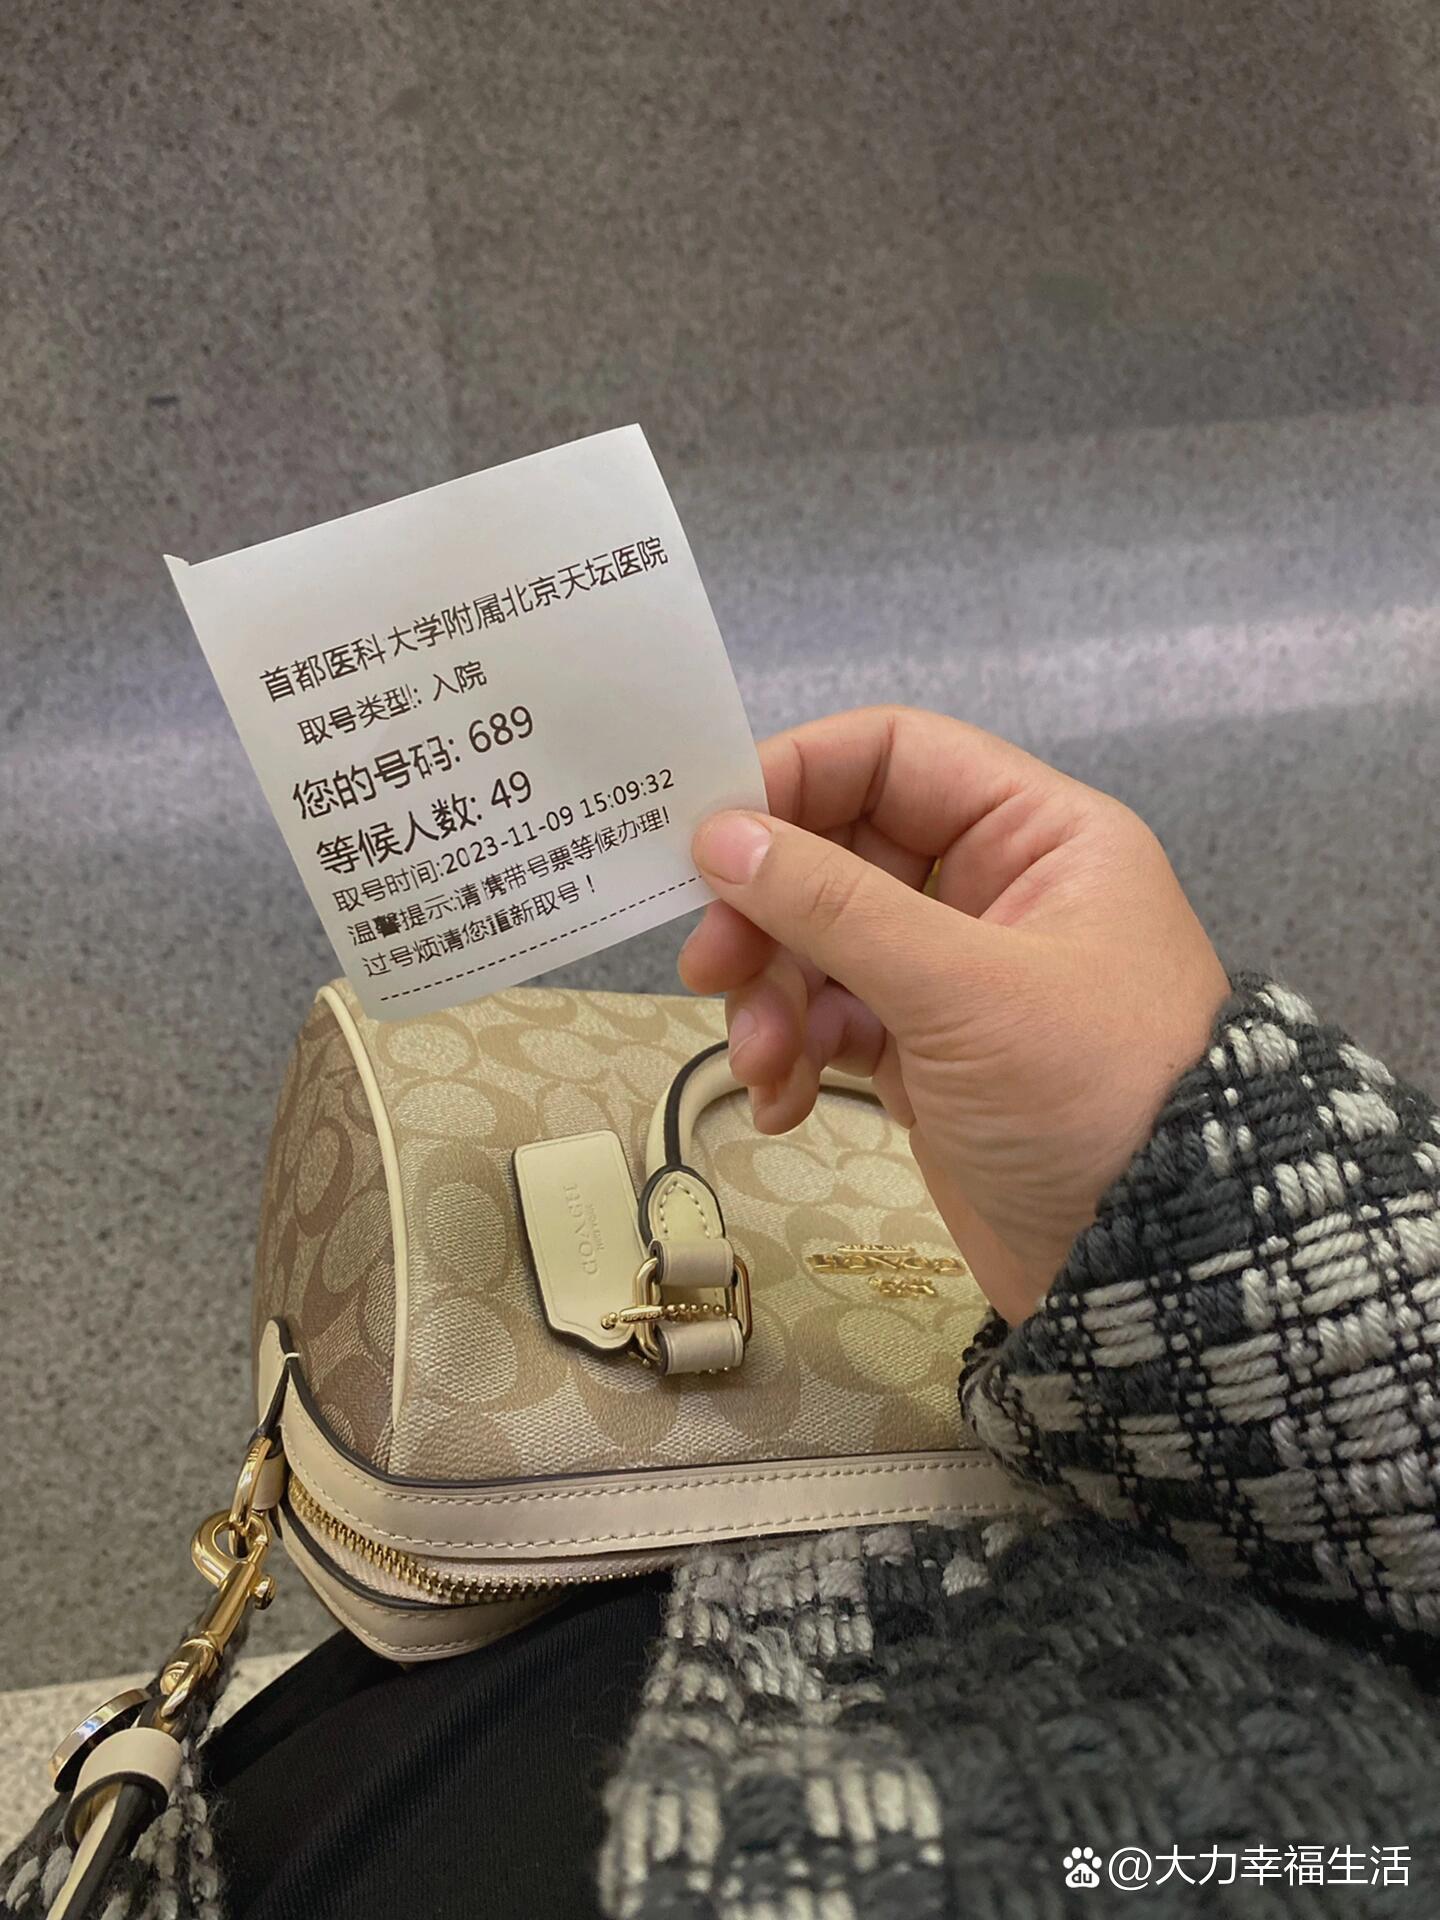 首都医科大学附属北京天坛医院
取号类型: 入院
您的号码: 689
等候人数: 49
取号时间:2023-11-09 15:09:32
温馨提示:请携带号票等候办理!
过号烦请您重新取号！
COACH
COACH
@大力幸福生活